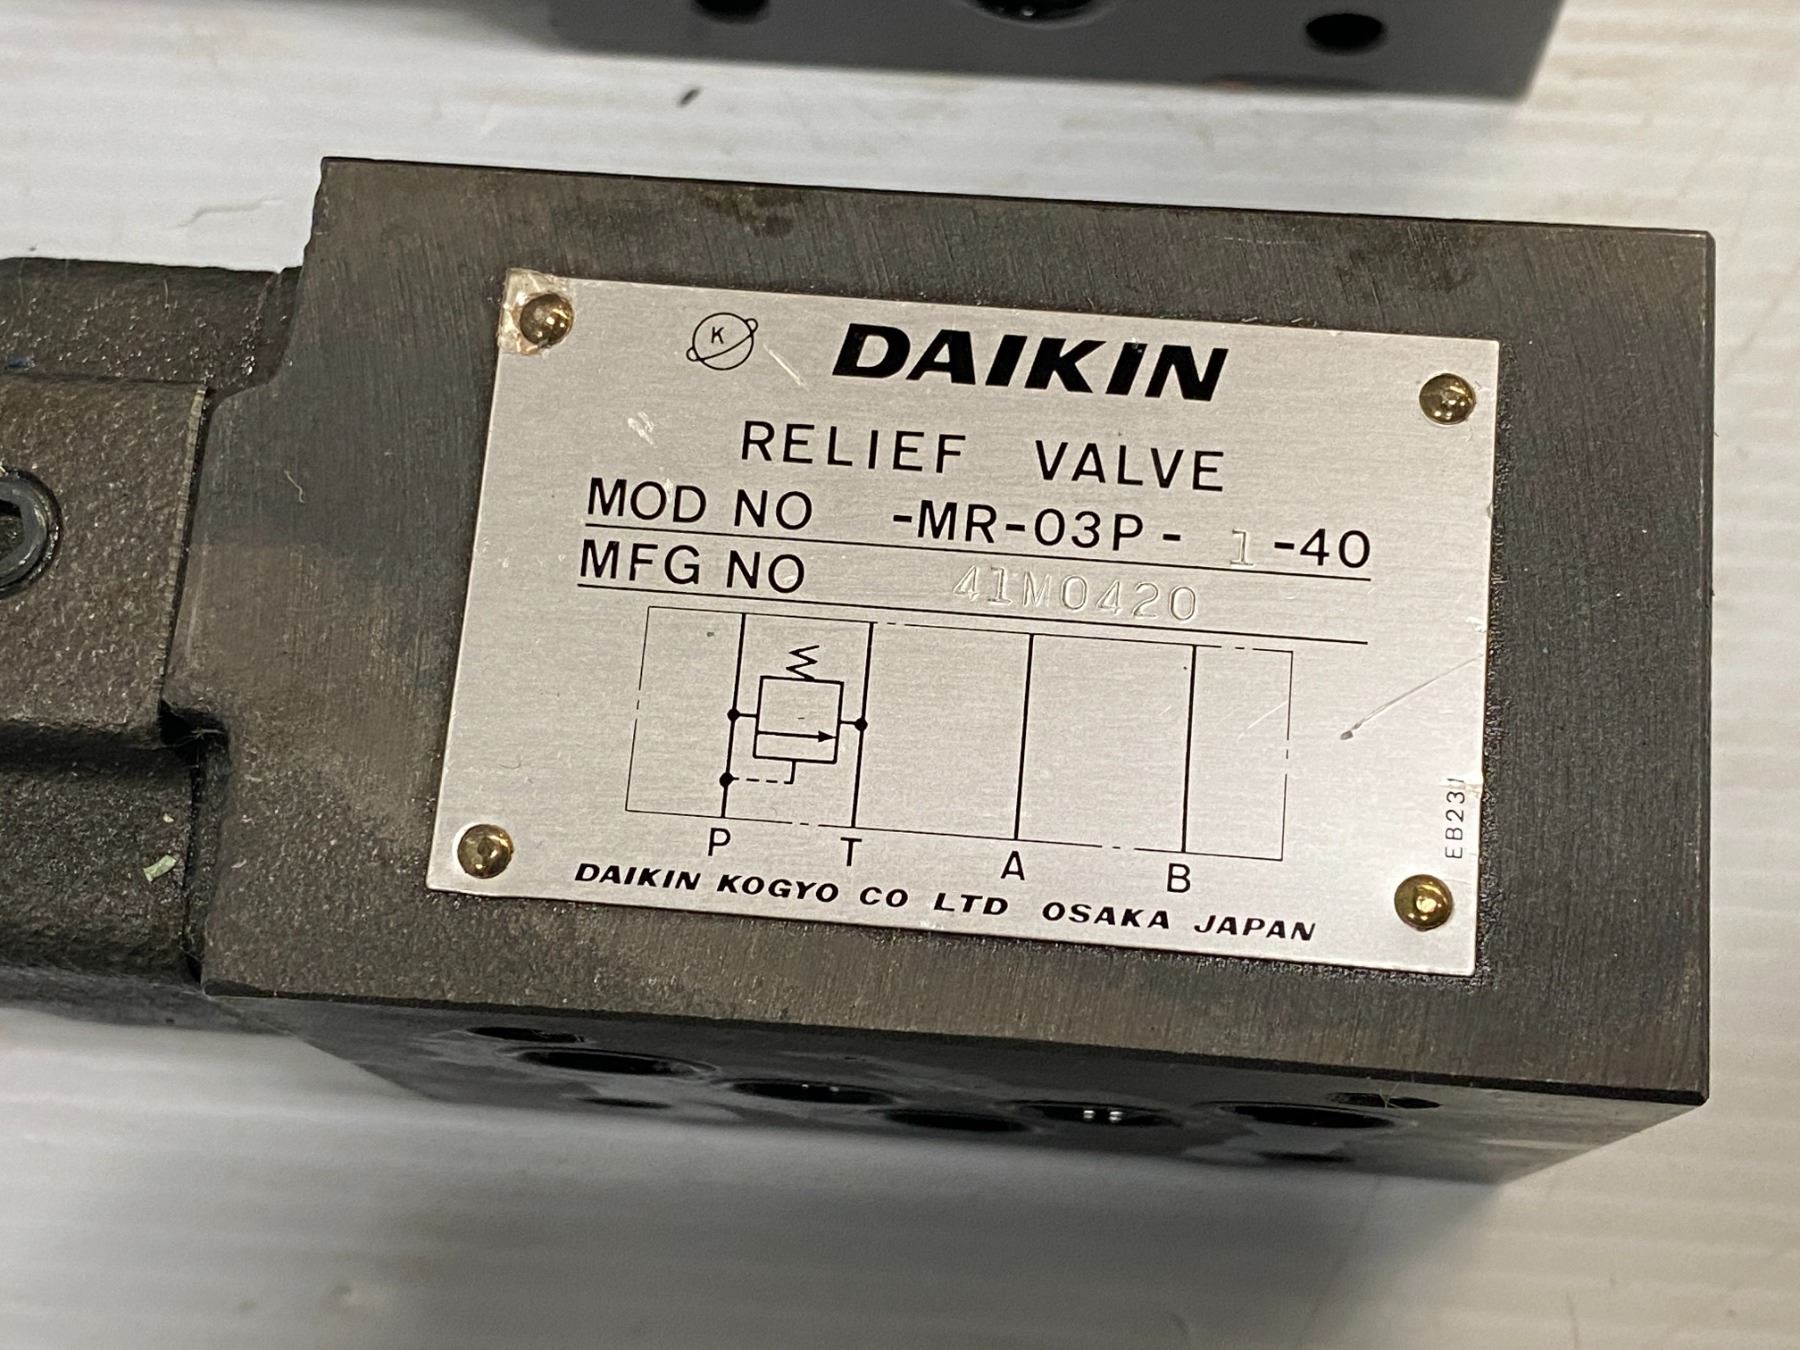 K DAIKIN
RELIEF VALVE
MOD NO -MR-03P-1-40
MFG NO 41M0420
P T A B
EB231
DAIKIN KOGYO CO LTD OSAKA JAPAN